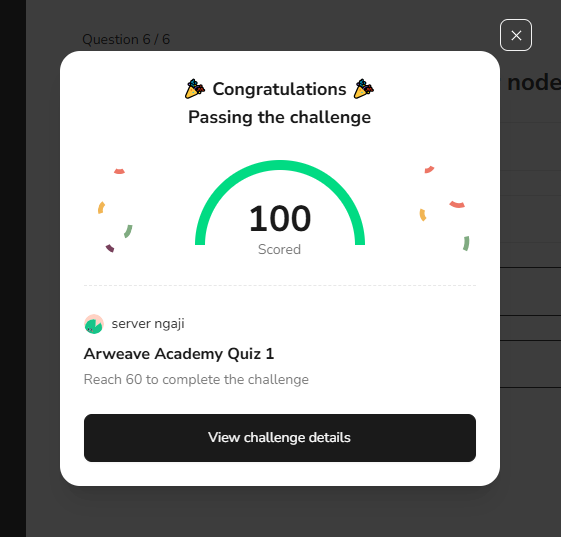 Question 6 / 6
node
Congratulations
Passing the challenge
100
Scored
server ngaji
Arweave Academy Quiz 1
Reach 60 to complete the challenge
View challenge details